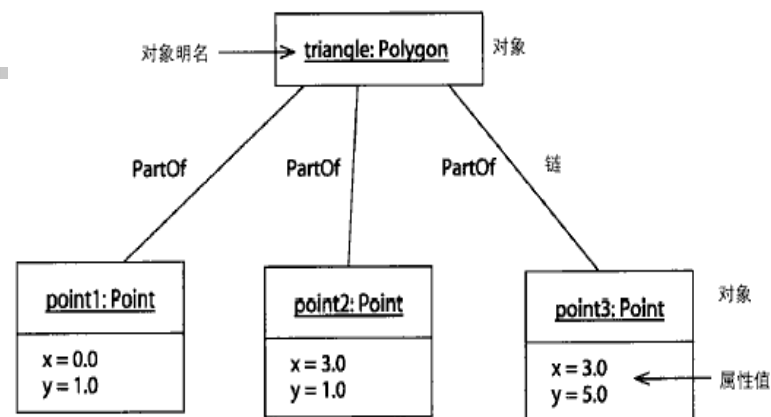 对象明名
triangle: Polygon
对象
PartOf
PartOf
PartOf
链
point1: Point
x = 0.0
y = 1.0
point2: Point
x = 3.0
y = 1.0
point3: Point
x = 3.0
y = 5.0
对象
属性值